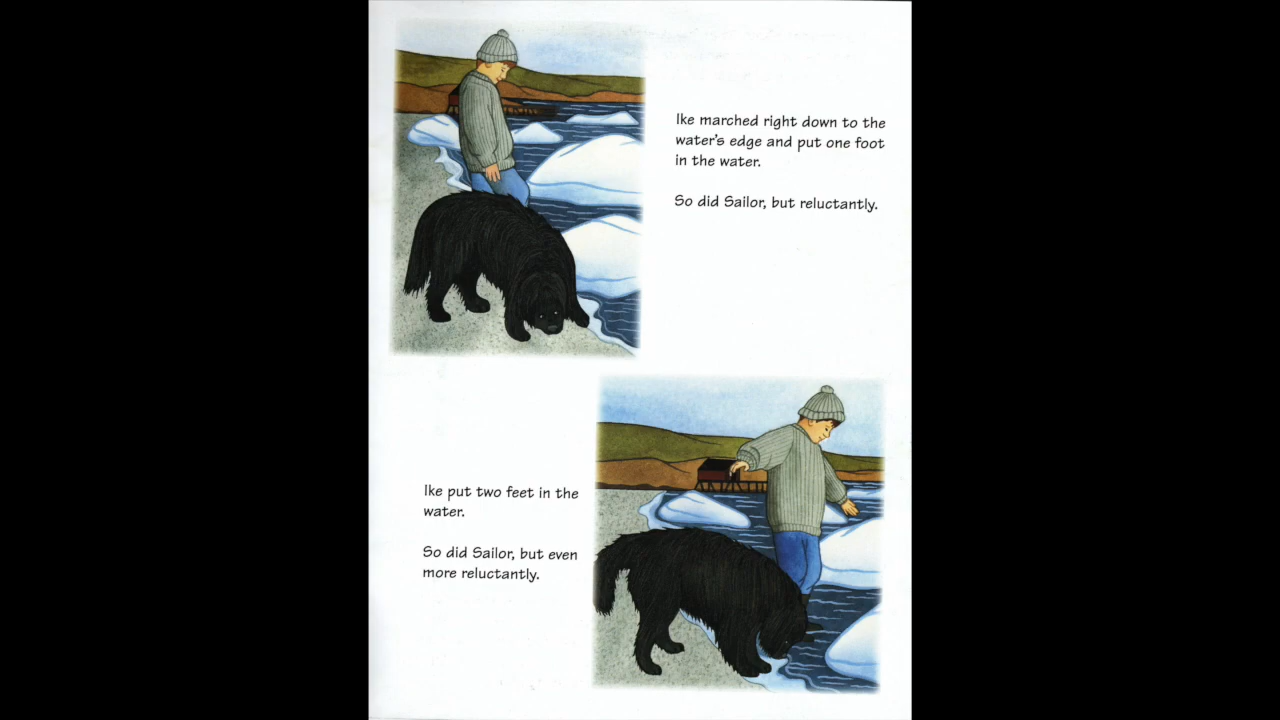 Ike marched right down to the
water's edge and put one foot
in the water.
So did Sailor, but reluctantly.
Ike put two feet in the
water.
So did Sailor, but even
more reluctantly.